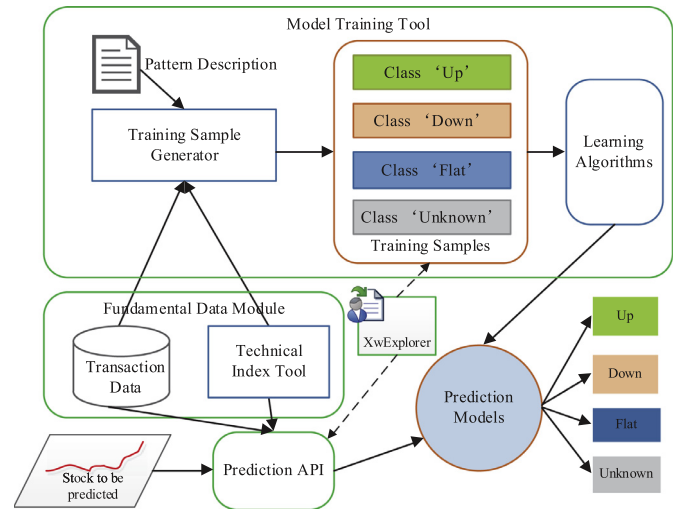 Model Training Tool
Pattern Description
Training Sample
Generator
Class ‘Up’
Class ‘Down’
Class ‘Flat’
Class ‘Unknown’
Training Samples
Learning
Algorithms
Fundamental Data Module
Transaction
Data
Technical
Index Tool
XwExplorer
Prediction
Models
Up
Down
Flat
Unknown
Stock to be
predicted
Prediction API